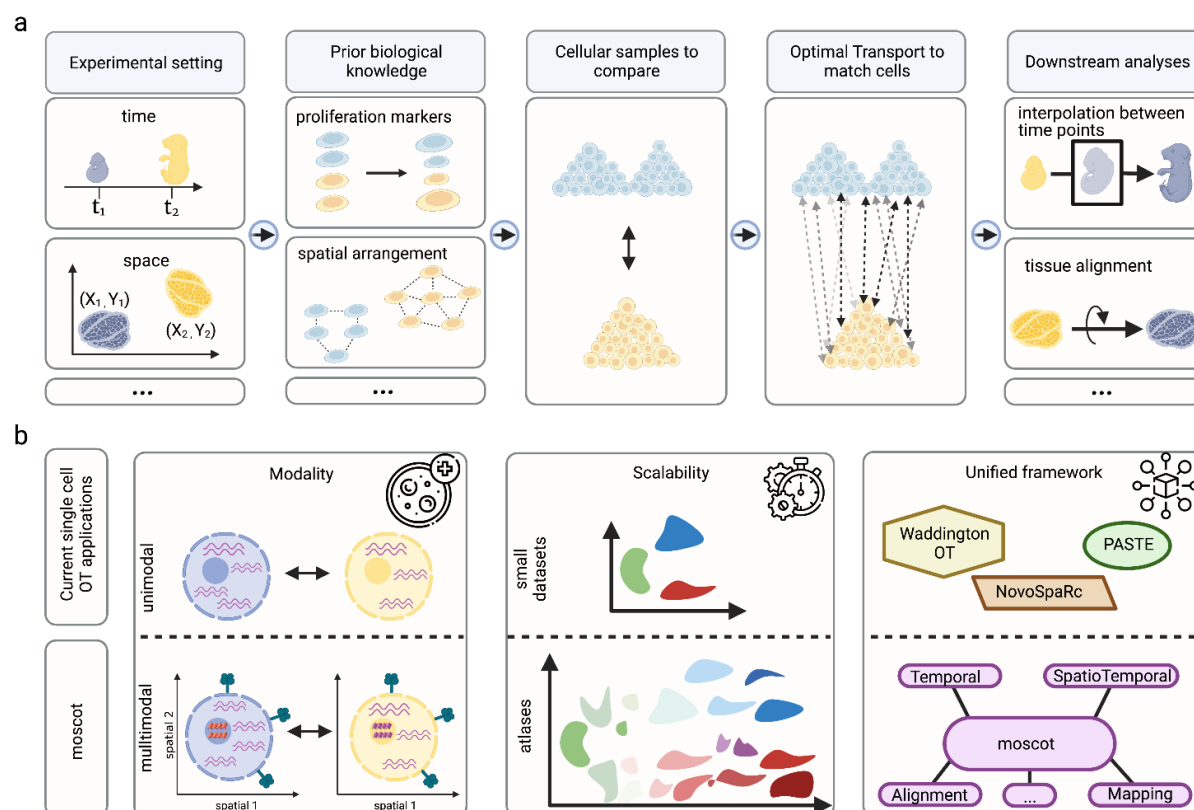 a
Experimental setting
Prior biological
knowledge
Cellular samples to
compare
Optimal Transport to
match cells
Downstream analyses
time
t₁
t₂
space
(X₁, Y₁)
(X₂, Y₂)
...
proliferation markers
spatial arrangement
...
interpolation between
time points
tissue alignment
...
b
Current single cell
OT applications
moscot
Modality
unimodal
mulltimodal
spatial 2
spatial 1
spatial 1
Scalability
small
datasets
atlases
Unified framework
Waddington
OT
PASTE
NovoSpaRc
Temporal
SpatioTemporal
moscot
Alignment
...
Mapping